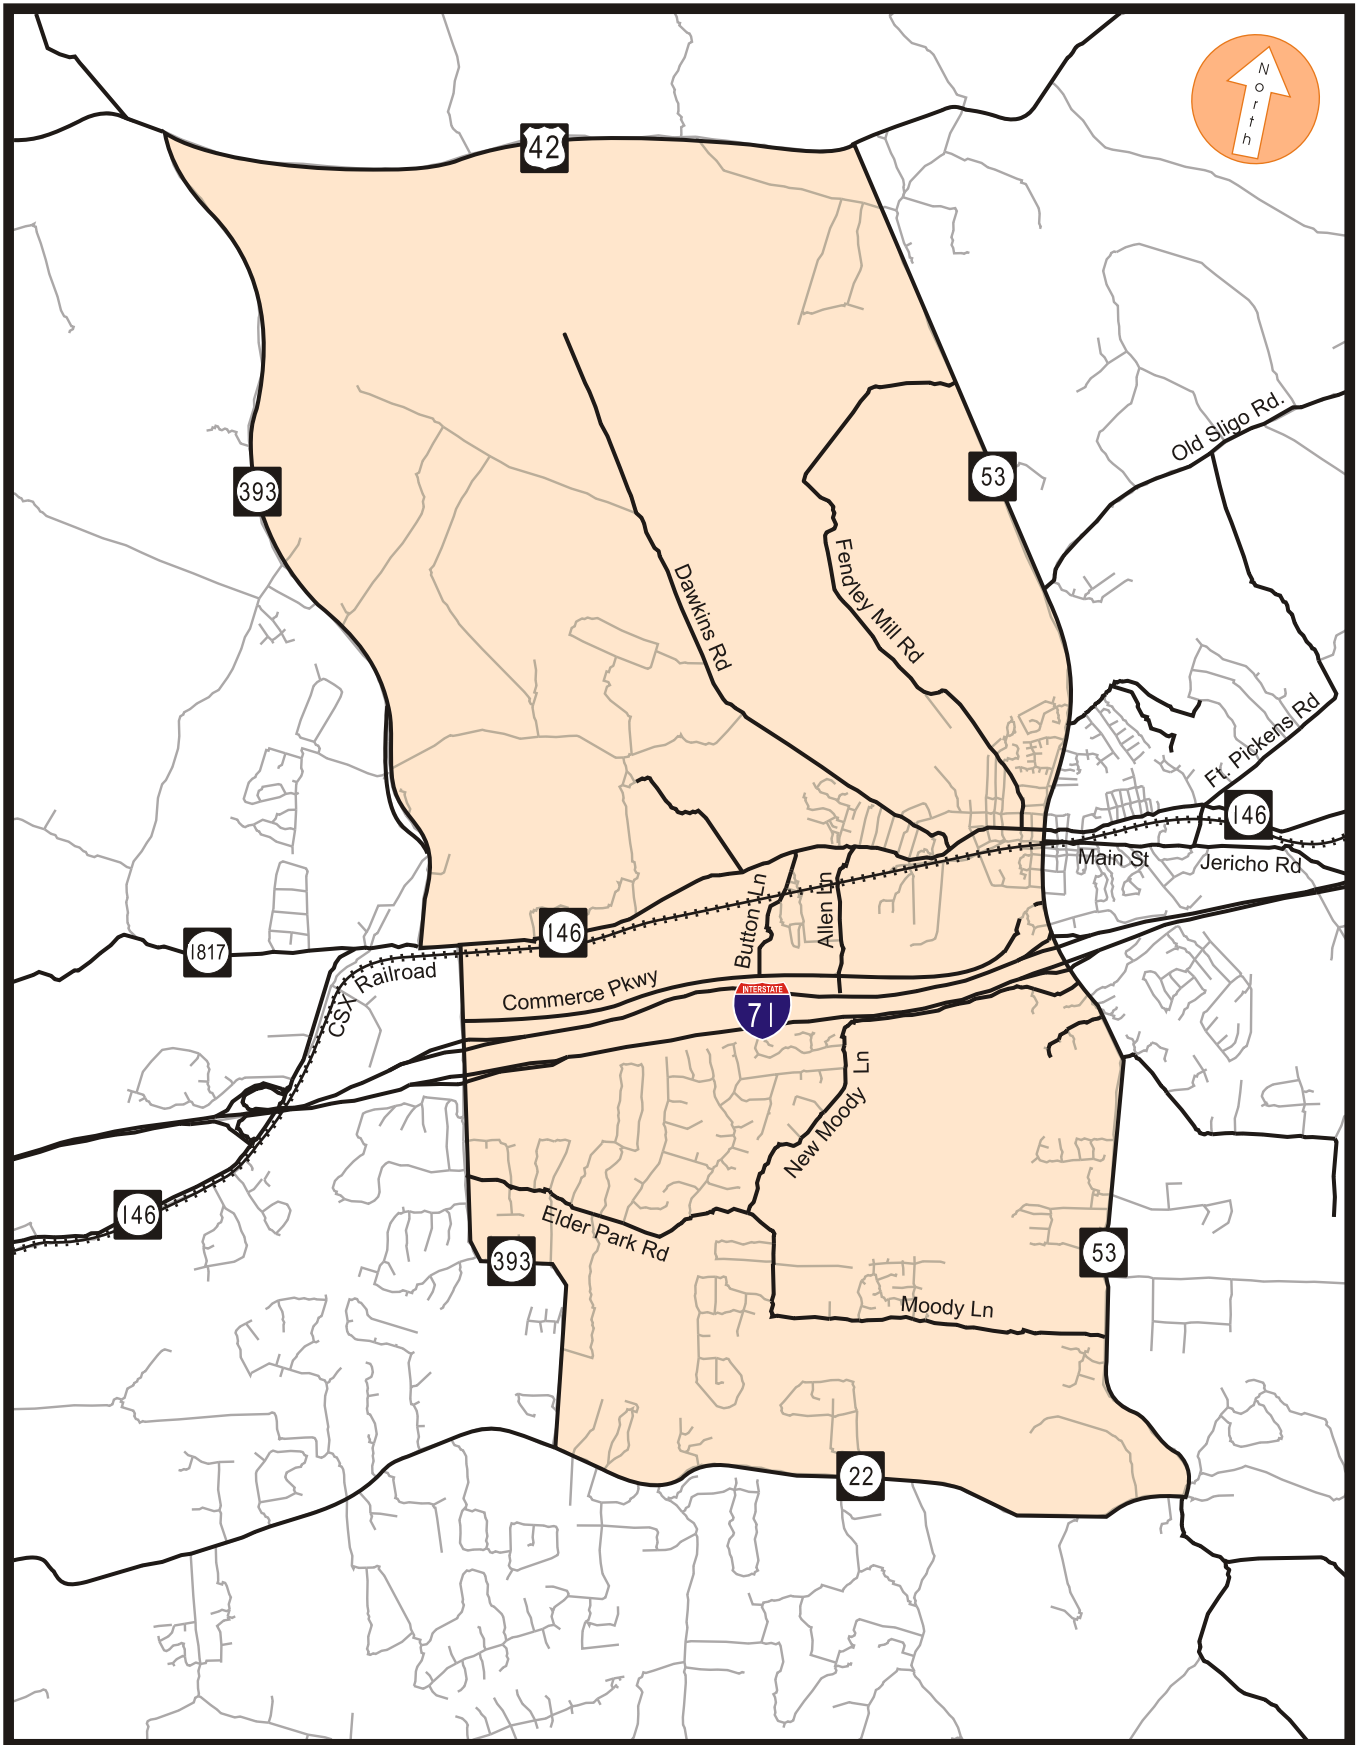 North
42
Old Sligo Rd.
53
393
Fendley Mill Rd
Dawkins Rd
Ft. Pickens Rd
146
Main St
Jericho Rd
Button Ln
Allen Ln
146
1817
Railroad
CSX
Commerce Pkwy
INTERSTATE
71
New Moody Ln
146
Elder Park Rd
393
53
Moody Ln
22